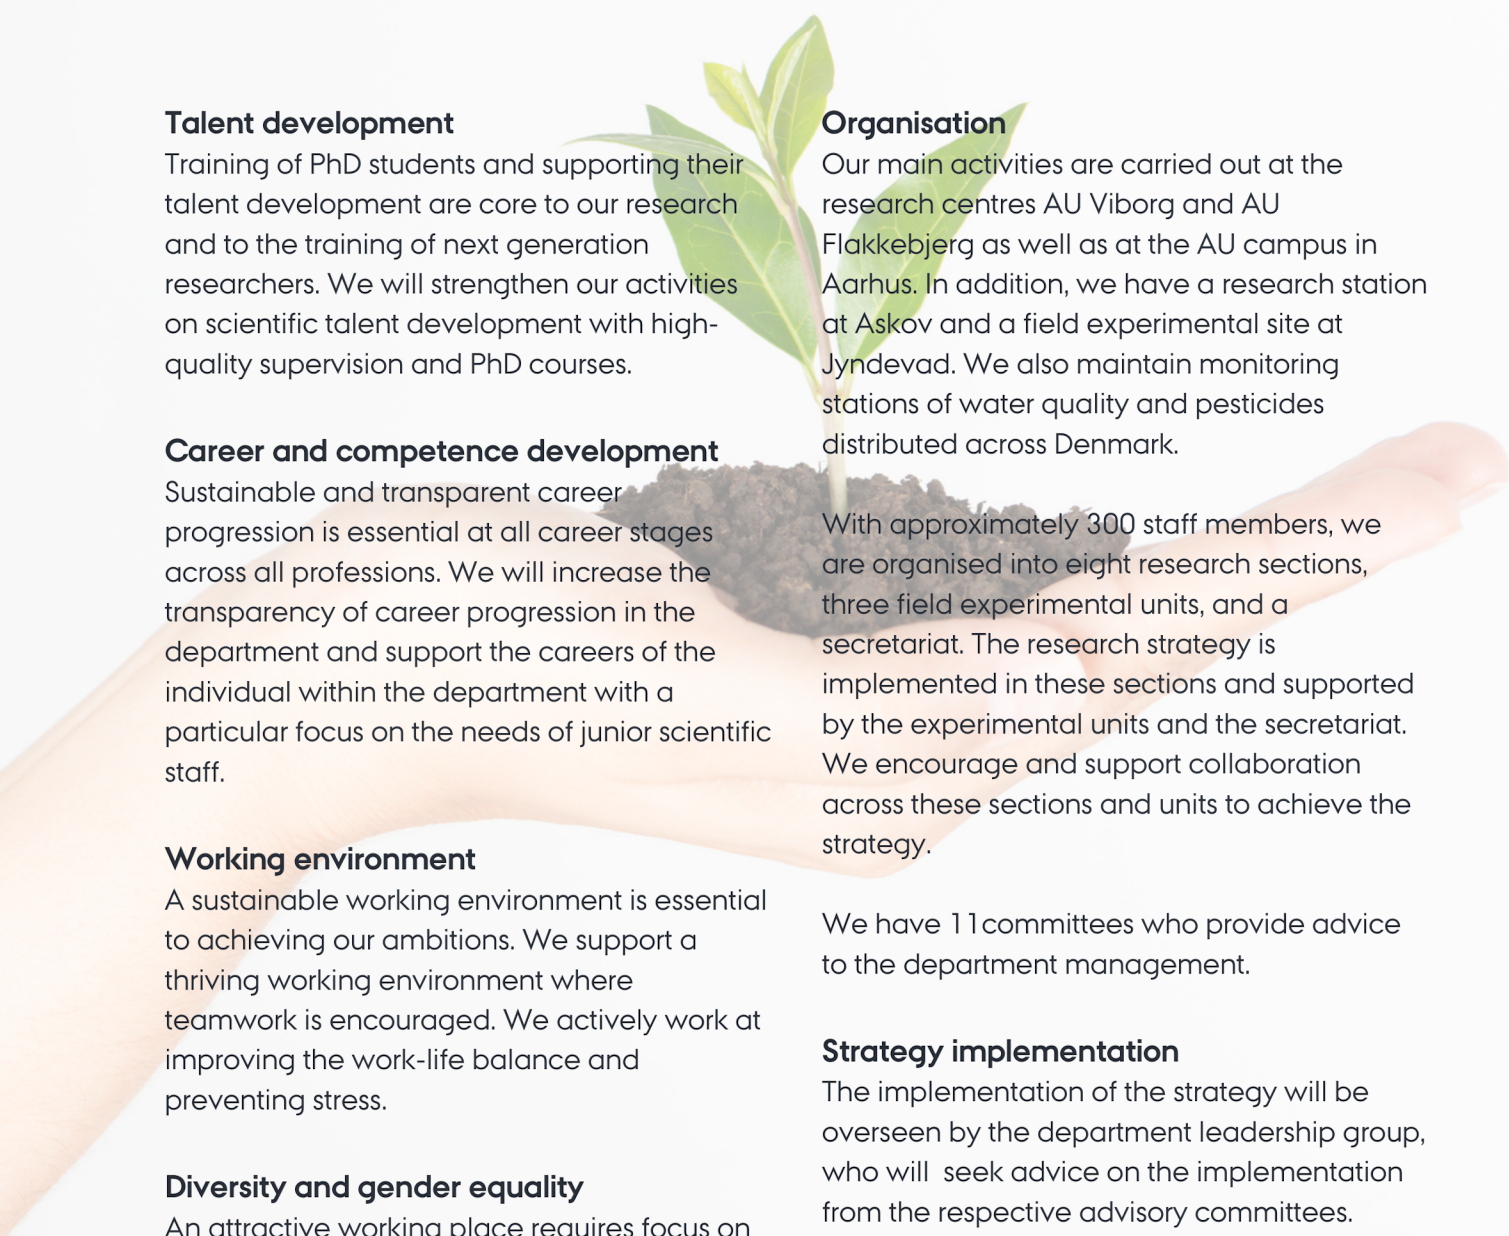 Talent development
Training of PhD students and supporting their
talent development are core to our research
and to the training of next generation
researchers. We will strengthen our activities
on scientific talent development with high-
quality supervision and PhD courses.
Career and competence development
Sustainable and transparent career
progression is essential at all career stages
across all professions. We will increase the
transparency of career progression in the
department and support the careers of the
individual within the department with a
particular focus on the needs of junior scientific
staff.
Working environment
A sustainable working environment is essential
to achieving our ambitions. We support a
thriving working environment where
teamwork is encouraged. We actively work at
improving the work-life balance and
preventing stress.
Diversity and gender equality
An attractive working place requires focus on
Organisation
Our main activities are carried out at the
research centres AU Viborg and AU
Flakkebjerg as well as at the AU campus in
Aarhus. In addition, we have a research station
at Askov and a field experimental site at
Jyndevad. We also maintain monitoring
stations of water quality and pesticides
distributed across Denmark.
With approximately 300 staff members, we
are organised into eight research sections,
three field experimental units, and a
secretariat. The research strategy is
implemented in these sections and supported
by the experimental units and the secretariat.
We encourage and support collaboration
across these sections and units to achieve the
strategy.
We have 11committees who provide advice
to the department management.
Strategy implementation
The implementation of the strategy will be
overseen by the department leadership group,
who will  seek advice on the implementation
from the respective advisory committees.